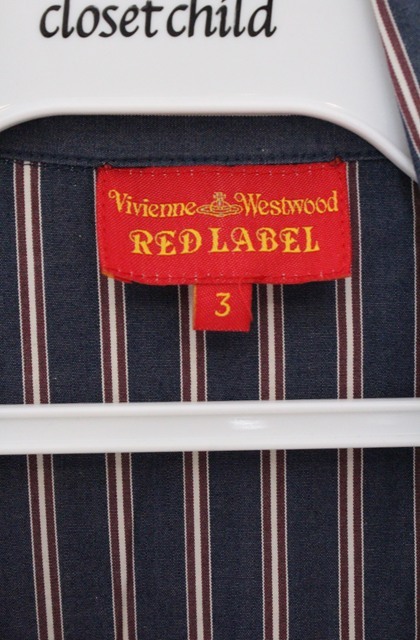 closet child
Vivienne Westwood
RED LABEL
3